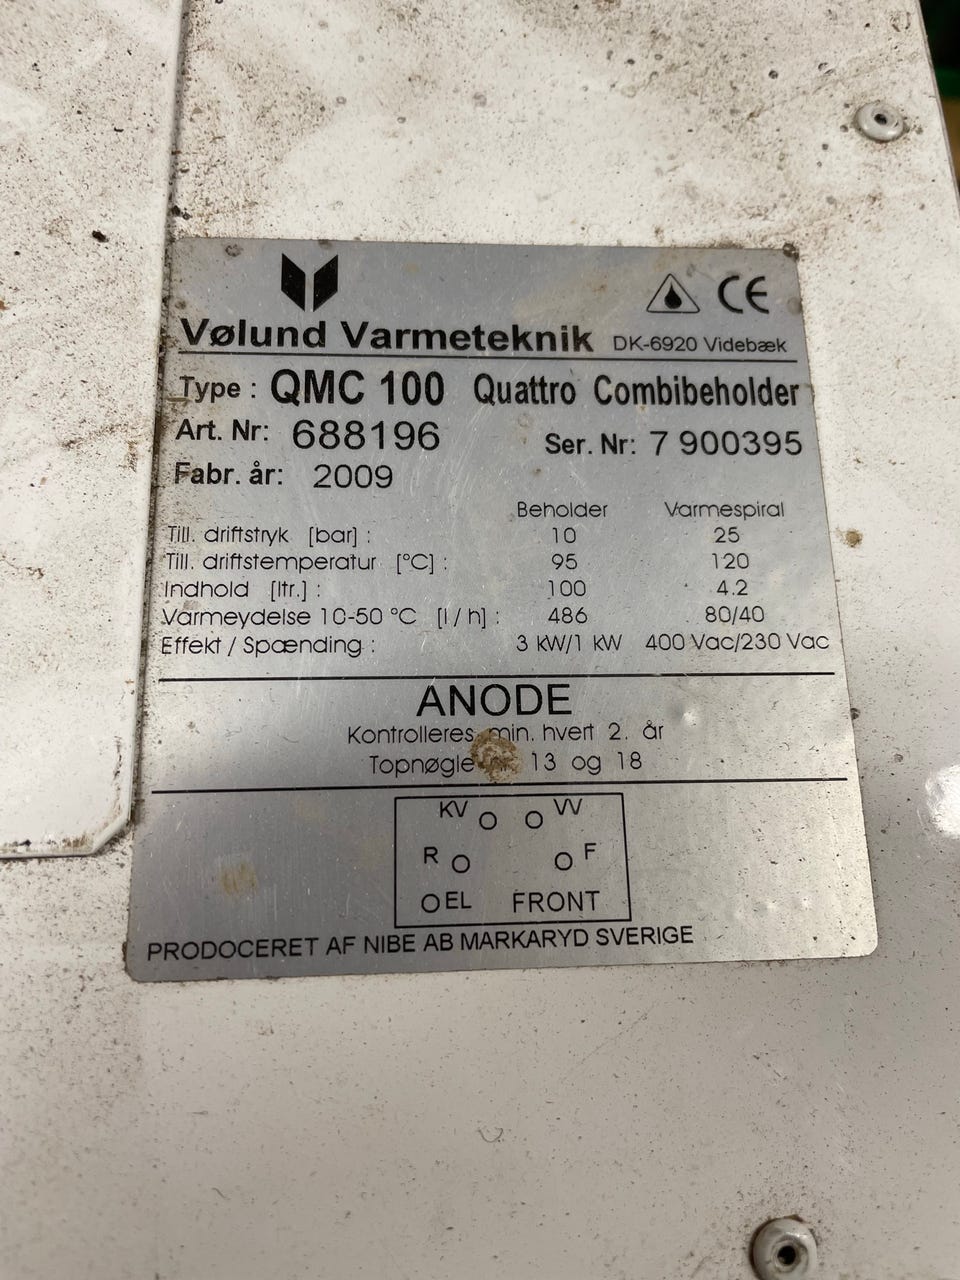 Vølund Varmeteknik DK-6920 Videbæk
CE
Type : QMC 100 Quattro Combibeholder
Art. Nr: 688196 Ser. Nr: 7 900395
Fabr. år: 2009
Beholder Varmespiral
Till. driftstryk [bar] : 10 25
Till. driftstemperatur [°C] : 95 120
Indhold [ltr.] : 100 4.2
Varmeydelse 10-50 °C [l/h] : 486 80/40
Effekt / Spænding : 3 KW/1 KW 400 Vac/230 Vac
ANODE
Kontrolleres min. hvert 2. år
Topnøgle 13 og 18
KV VV
R F
EL FRONT
PRODOCERET AF NIBE AB MARKARYD SVERIGE